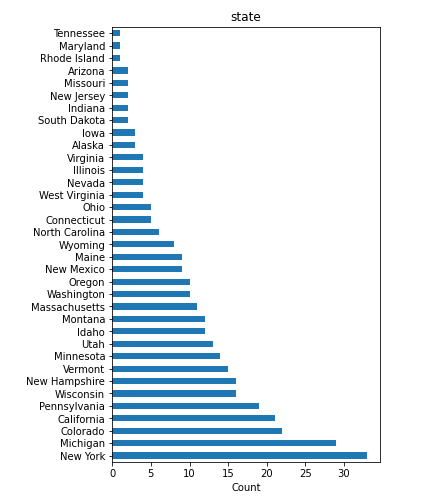 state
Tennessee
Maryland
Rhode Island
Arizona
Missouri
New Jersey
Indiana
South Dakota
Iowa
Alaska
Virginia
Illinois
Nevada
West Virginia
Ohio
Connecticut
North Carolina
Wyoming
Maine
New Mexico
Oregon
Washington
Massachusetts
Montana
Idaho
Utah
Minnesota
Vermont
New Hampshire
Wisconsin
Pennsylvania
California
Colorado
Michigan
New York
0 5 10 15 20 25 30
Count